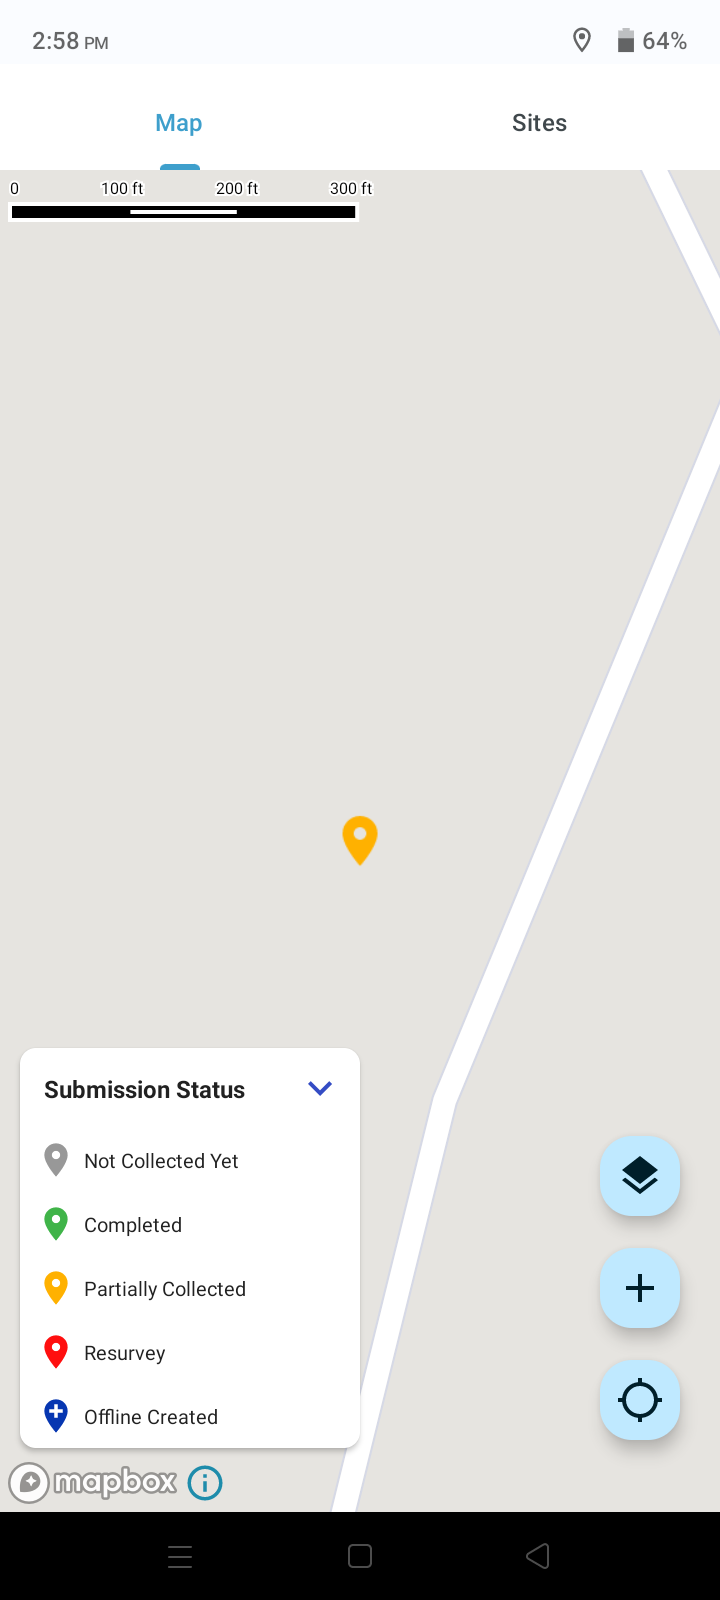 2:58 PM 64%
Map Sites
0 100 ft 200 ft 300 ft
Submission Status
Not Collected Yet
Completed
Partially Collected
Resurvey
Offline Created
mapbox